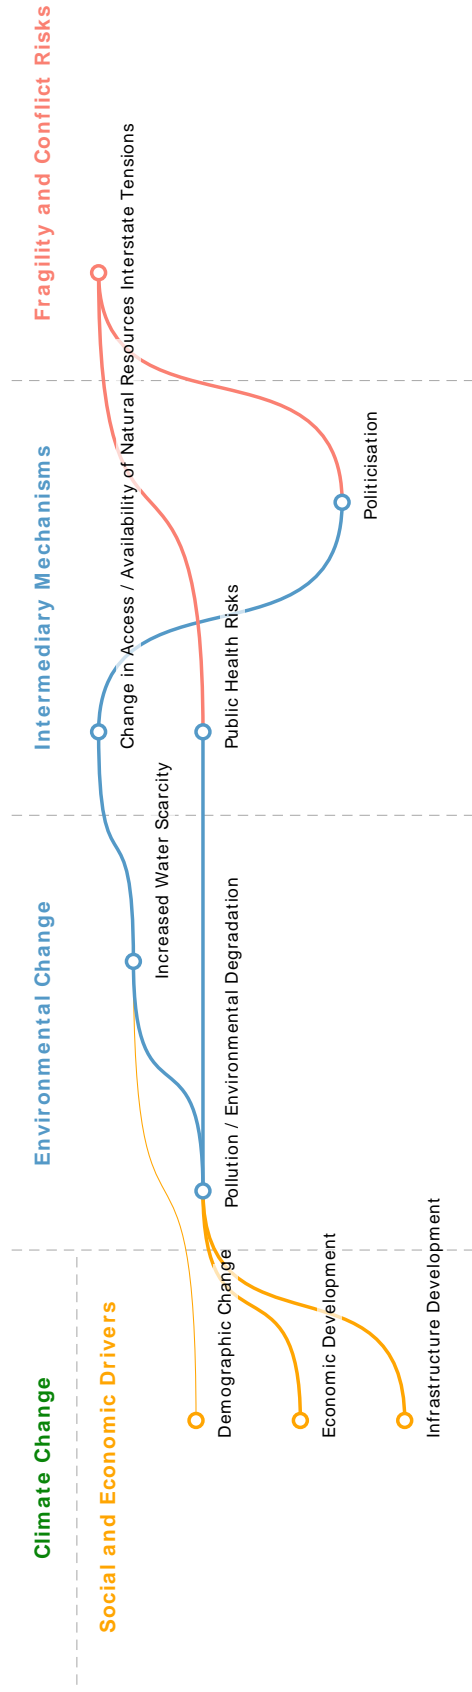 Climate Change
Social and Economic Drivers
Environmental Change
Intermediary Mechanisms
Fragility and Conflict Risks
Demographic Change
Economic Development
Infrastructure Development
Pollution / Environmental Degradation
Increased Water Scarcity
Change in Access / Availability of Natural Resources
Public Health Risks
Politicisation
Interstate Tensions